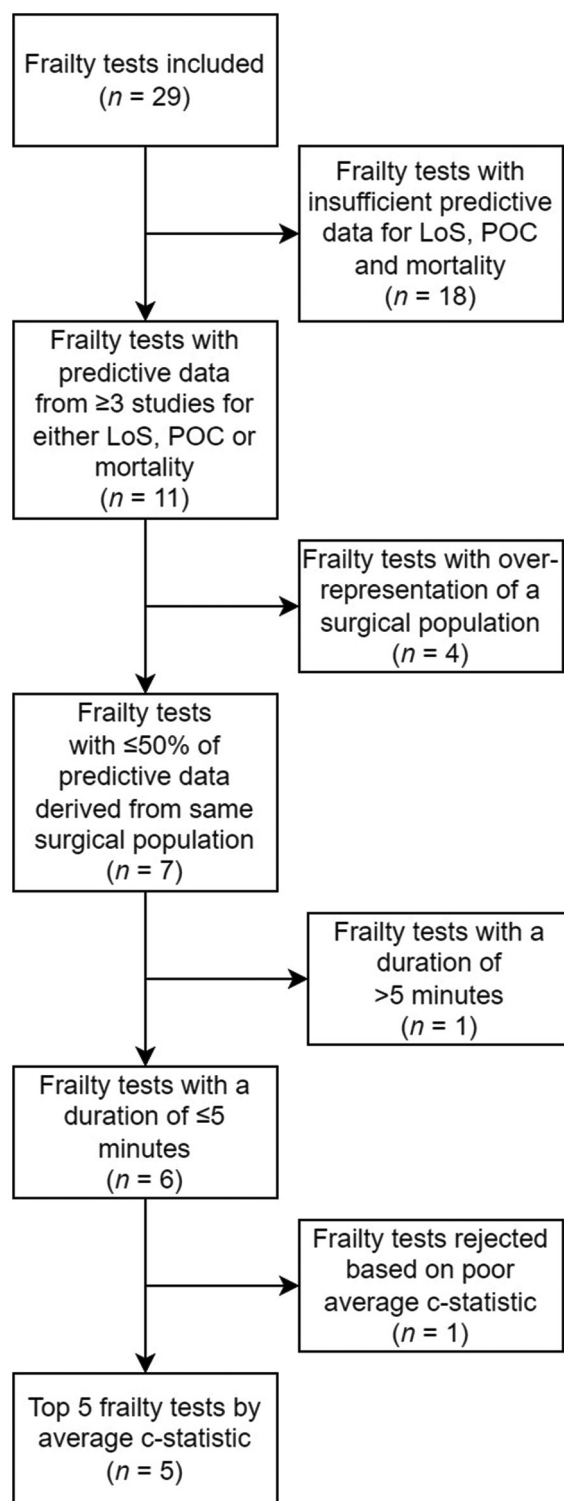 Frailty tests included
(n = 29)
Frailty tests with
insufficient predictive
data for LoS, POC
and mortality
(n = 18)
Frailty tests with
predictive data
from ≥3 studies for
either LoS, POC or
mortality
(n = 11)
Frailty tests with over-
representation of a
surgical population
(n = 4)
Frailty tests
with ≤50% of
predictive data
derived from same
surgical population
(n = 7)
Frailty tests with a
duration of
>5 minutes
(n = 1)
Frailty tests with a
duration of ≤5
minutes
(n = 6)
Frailty tests rejected
based on poor
average c-statistic
(n = 1)
Top 5 frailty tests by
average c-statistic
(n = 5)